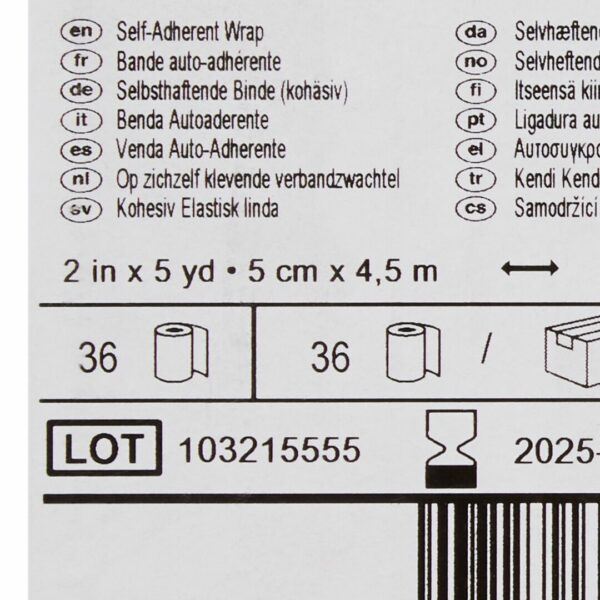 en Self-Adherent Wrap
fr Bande auto-adhérente
de Selbsthaftende Binde (kohäsiv)
it Benda Autoaderente
es Venda Auto-Adherente
nl Op zichzelf klevende verbandzwachtel
sv Kohesiv Elastisk linda
da
no
fi Itseensä
pt Ligadura
el
tr Kendi
cs Samodržící
2 in x 5 yd • 5 cm x 4,5 m
36 36 /
LOT 103215555 2025-